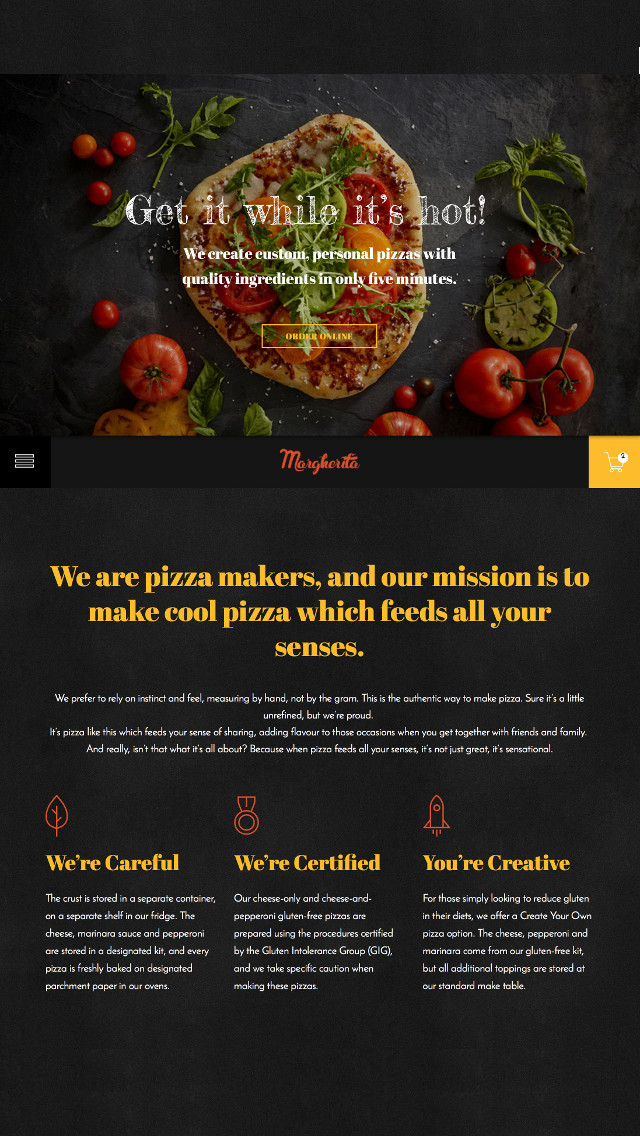 Get it while it's hot!
We create custom, personal pizzas with
quality ingredients in only five minutes.
ORDER ONLINE
Margherita
2
We are pizza makers, and our mission is to
make cool pizza which feeds all your
senses.
We prefer to rely on instinct and feel, measuring by hand, not by the gram. This is the authentic way to make pizza. Sure it's a little
unrefined, but we're proud.
It's pizza like this which feeds your sense of sharing, adding flavour to those occasions when you get together with friends and family.
And really, isn't that what it's all about? Because when pizza feeds all your senses, it's not just great, it's sensational.
We're Careful
The crust is stored in a separate container,
on a separate shelf in our fridge. The
cheese, marinara sauce and pepperoni
are stored in a designated kit, and every
pizza is freshly baked on designated
parchment paper in our ovens.
We're Certified
Our cheese-only and cheese-and-
pepperoni gluten-free pizzas are
prepared using the procedures certified
by the Gluten Intolerance Group (GIG),
and we take specific caution when
making these pizzas.
You're Creative
For those simply looking to reduce gluten
in their diets, we offer a Create Your Own
pizza option. The cheese, pepperoni and
marinara come from our gluten-free kit,
but all additional toppings are stored at
our standard make table.